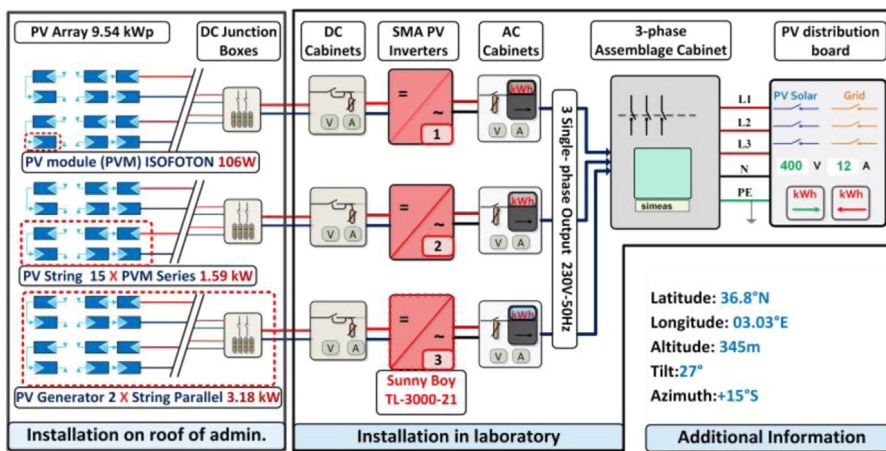 PV Array 9.54 kWp
DC Junction
Boxes
DC
Cabinets
SMA PV
Inverters
AC
Cabinets
3-phase
Assemblage Cabinet
PV distribution
board
PV module (PVM) ISOFOTON 106W
V A
=
~
1
kWh
V A
PV String 15 X PVM Series 1.59 kW
V A
=
~
2
kWh
V A
PV Generator 2 X String Parallel 3.18 kW
V A
=
~
3
kWh
V A
Sunny Boy
TL-3000-21
3 Single- phase Output 230V-50Hz
simeas
L1
L2
L3
N
PE
PV Solar Grid
400 V 12 A
kWh kWh
Latitude: 36.8°N
Longitude: 03.03°E
Altitude: 345m
Tilt:27°
Azimuth:+15°S
Installation on roof of admin.
Installation in laboratory
Additional Information